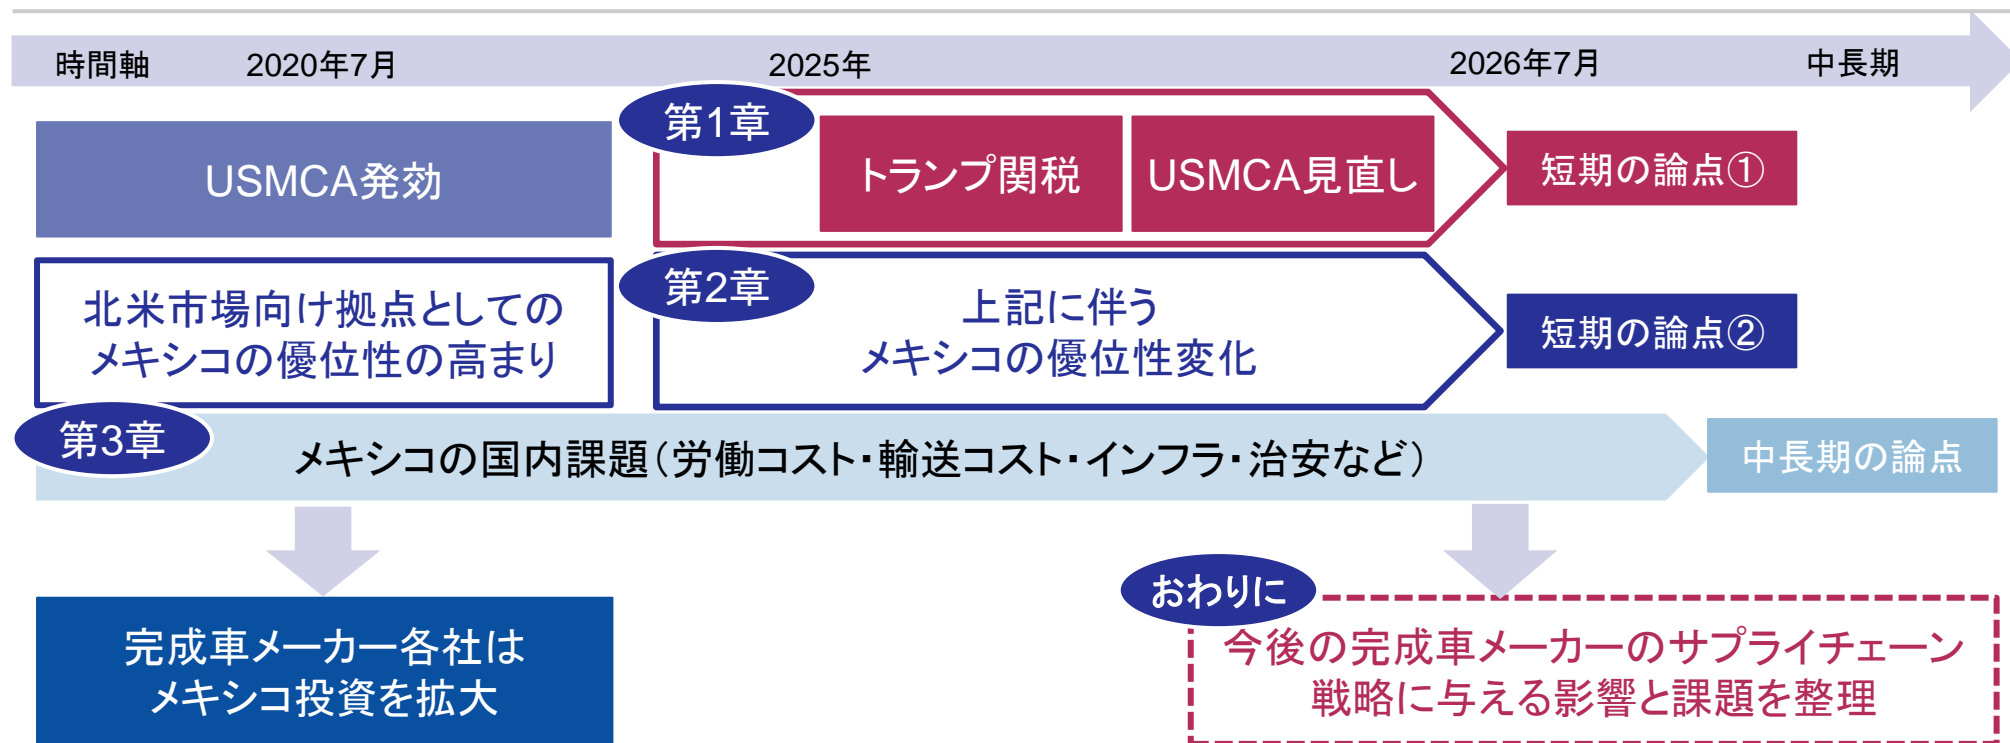 時間軸 2020年7月 2025年 2026年7月 中長期
第1章
USMCA発効
トランプ関税
USMCA見直し
短期の論点①
北米市場向け拠点としての
メキシコの優位性の高まり
第2章
上記に伴う
メキシコの優位性変化
短期の論点②
第3章
メキシコの国内課題（労働コスト・輸送コスト・インフラ・治安など）
中長期の論点
完成車メーカー各社は
メキシコ投資を拡大
おわりに
今後の完成車メーカーのサプライチェーン
戦略に与える影響と課題を整理